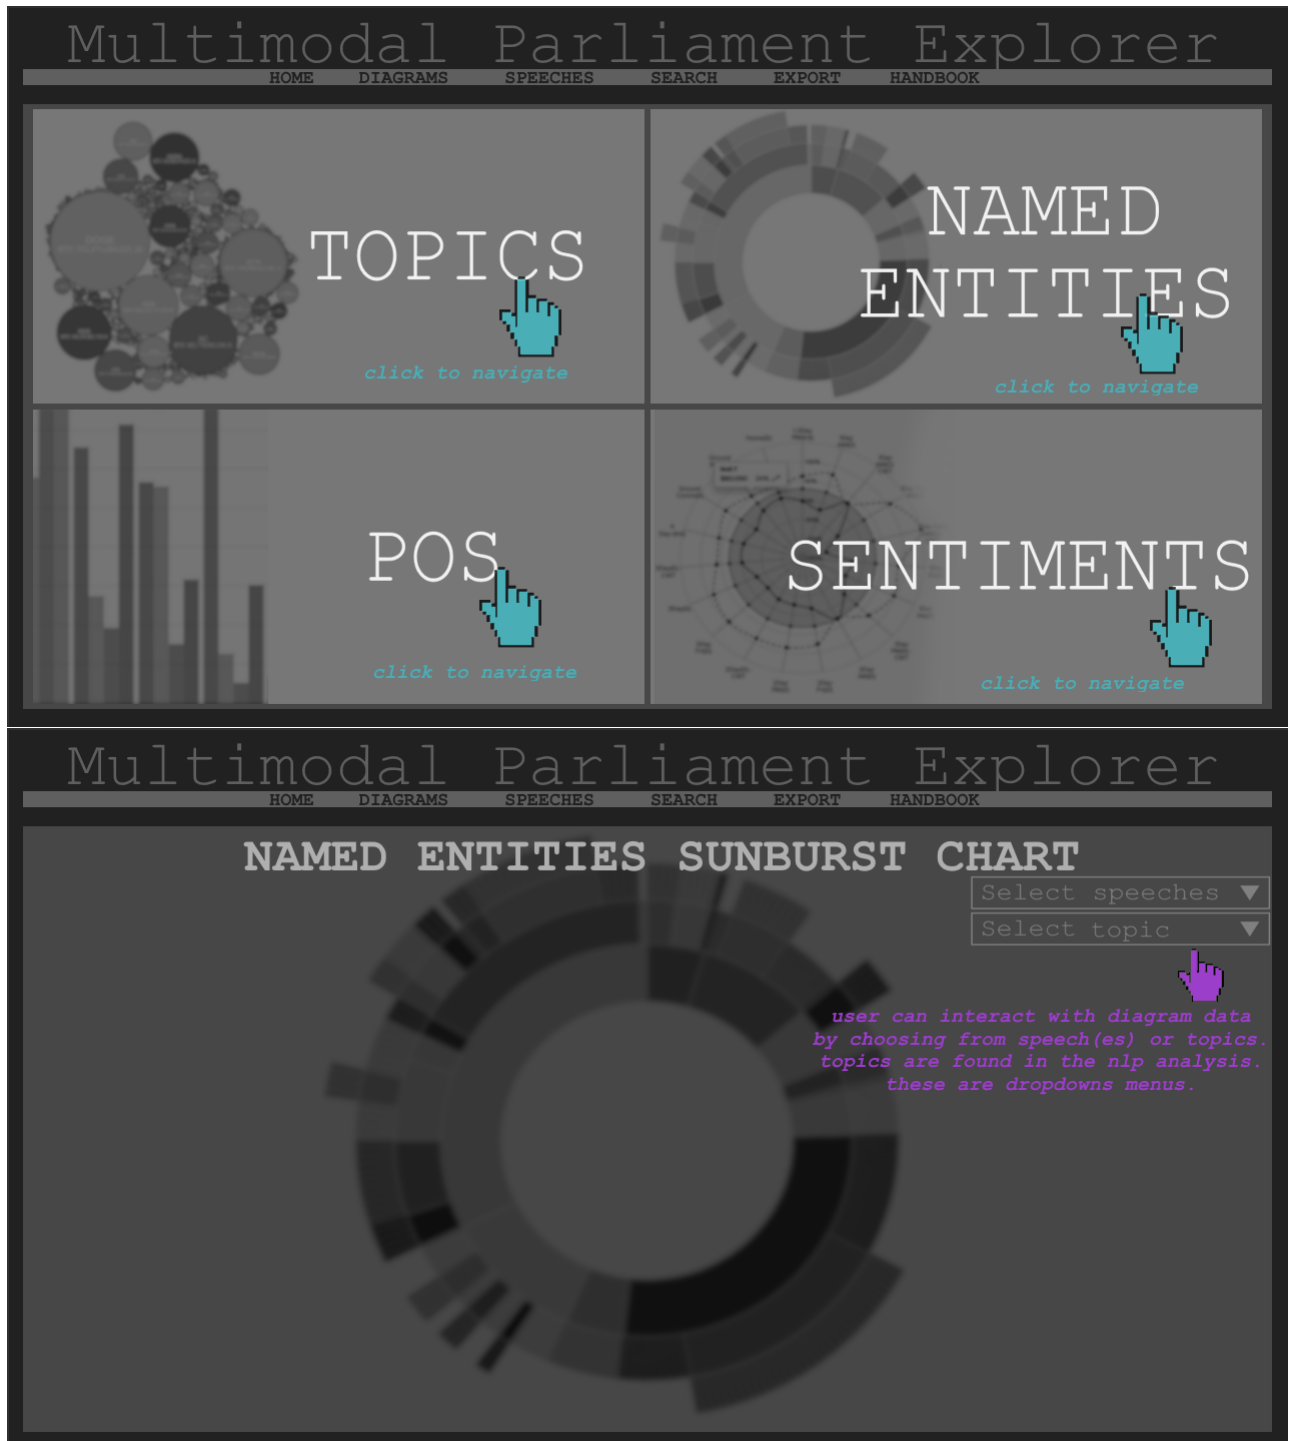 Multimodal Parliament Explorer
HOME DIAGRAMS SPEECHES SEARCH EXPORT HANDBOOK
TOPICS
click to navigate
NAMED
ENTITIES
click to navigate
POS
click to navigate
SENTIMENTS
click to navigate
Multimodal Parliament Explorer
HOME DIAGRAMS SPEECHES SEARCH EXPORT HANDBOOK
NAMED ENTITIES SUNBURST CHART
Select speeches
Select topic
user can interact with diagram data
by choosing from speech(es) or topics.
topics are found in the nlp analysis.
these are dropdowns menus.